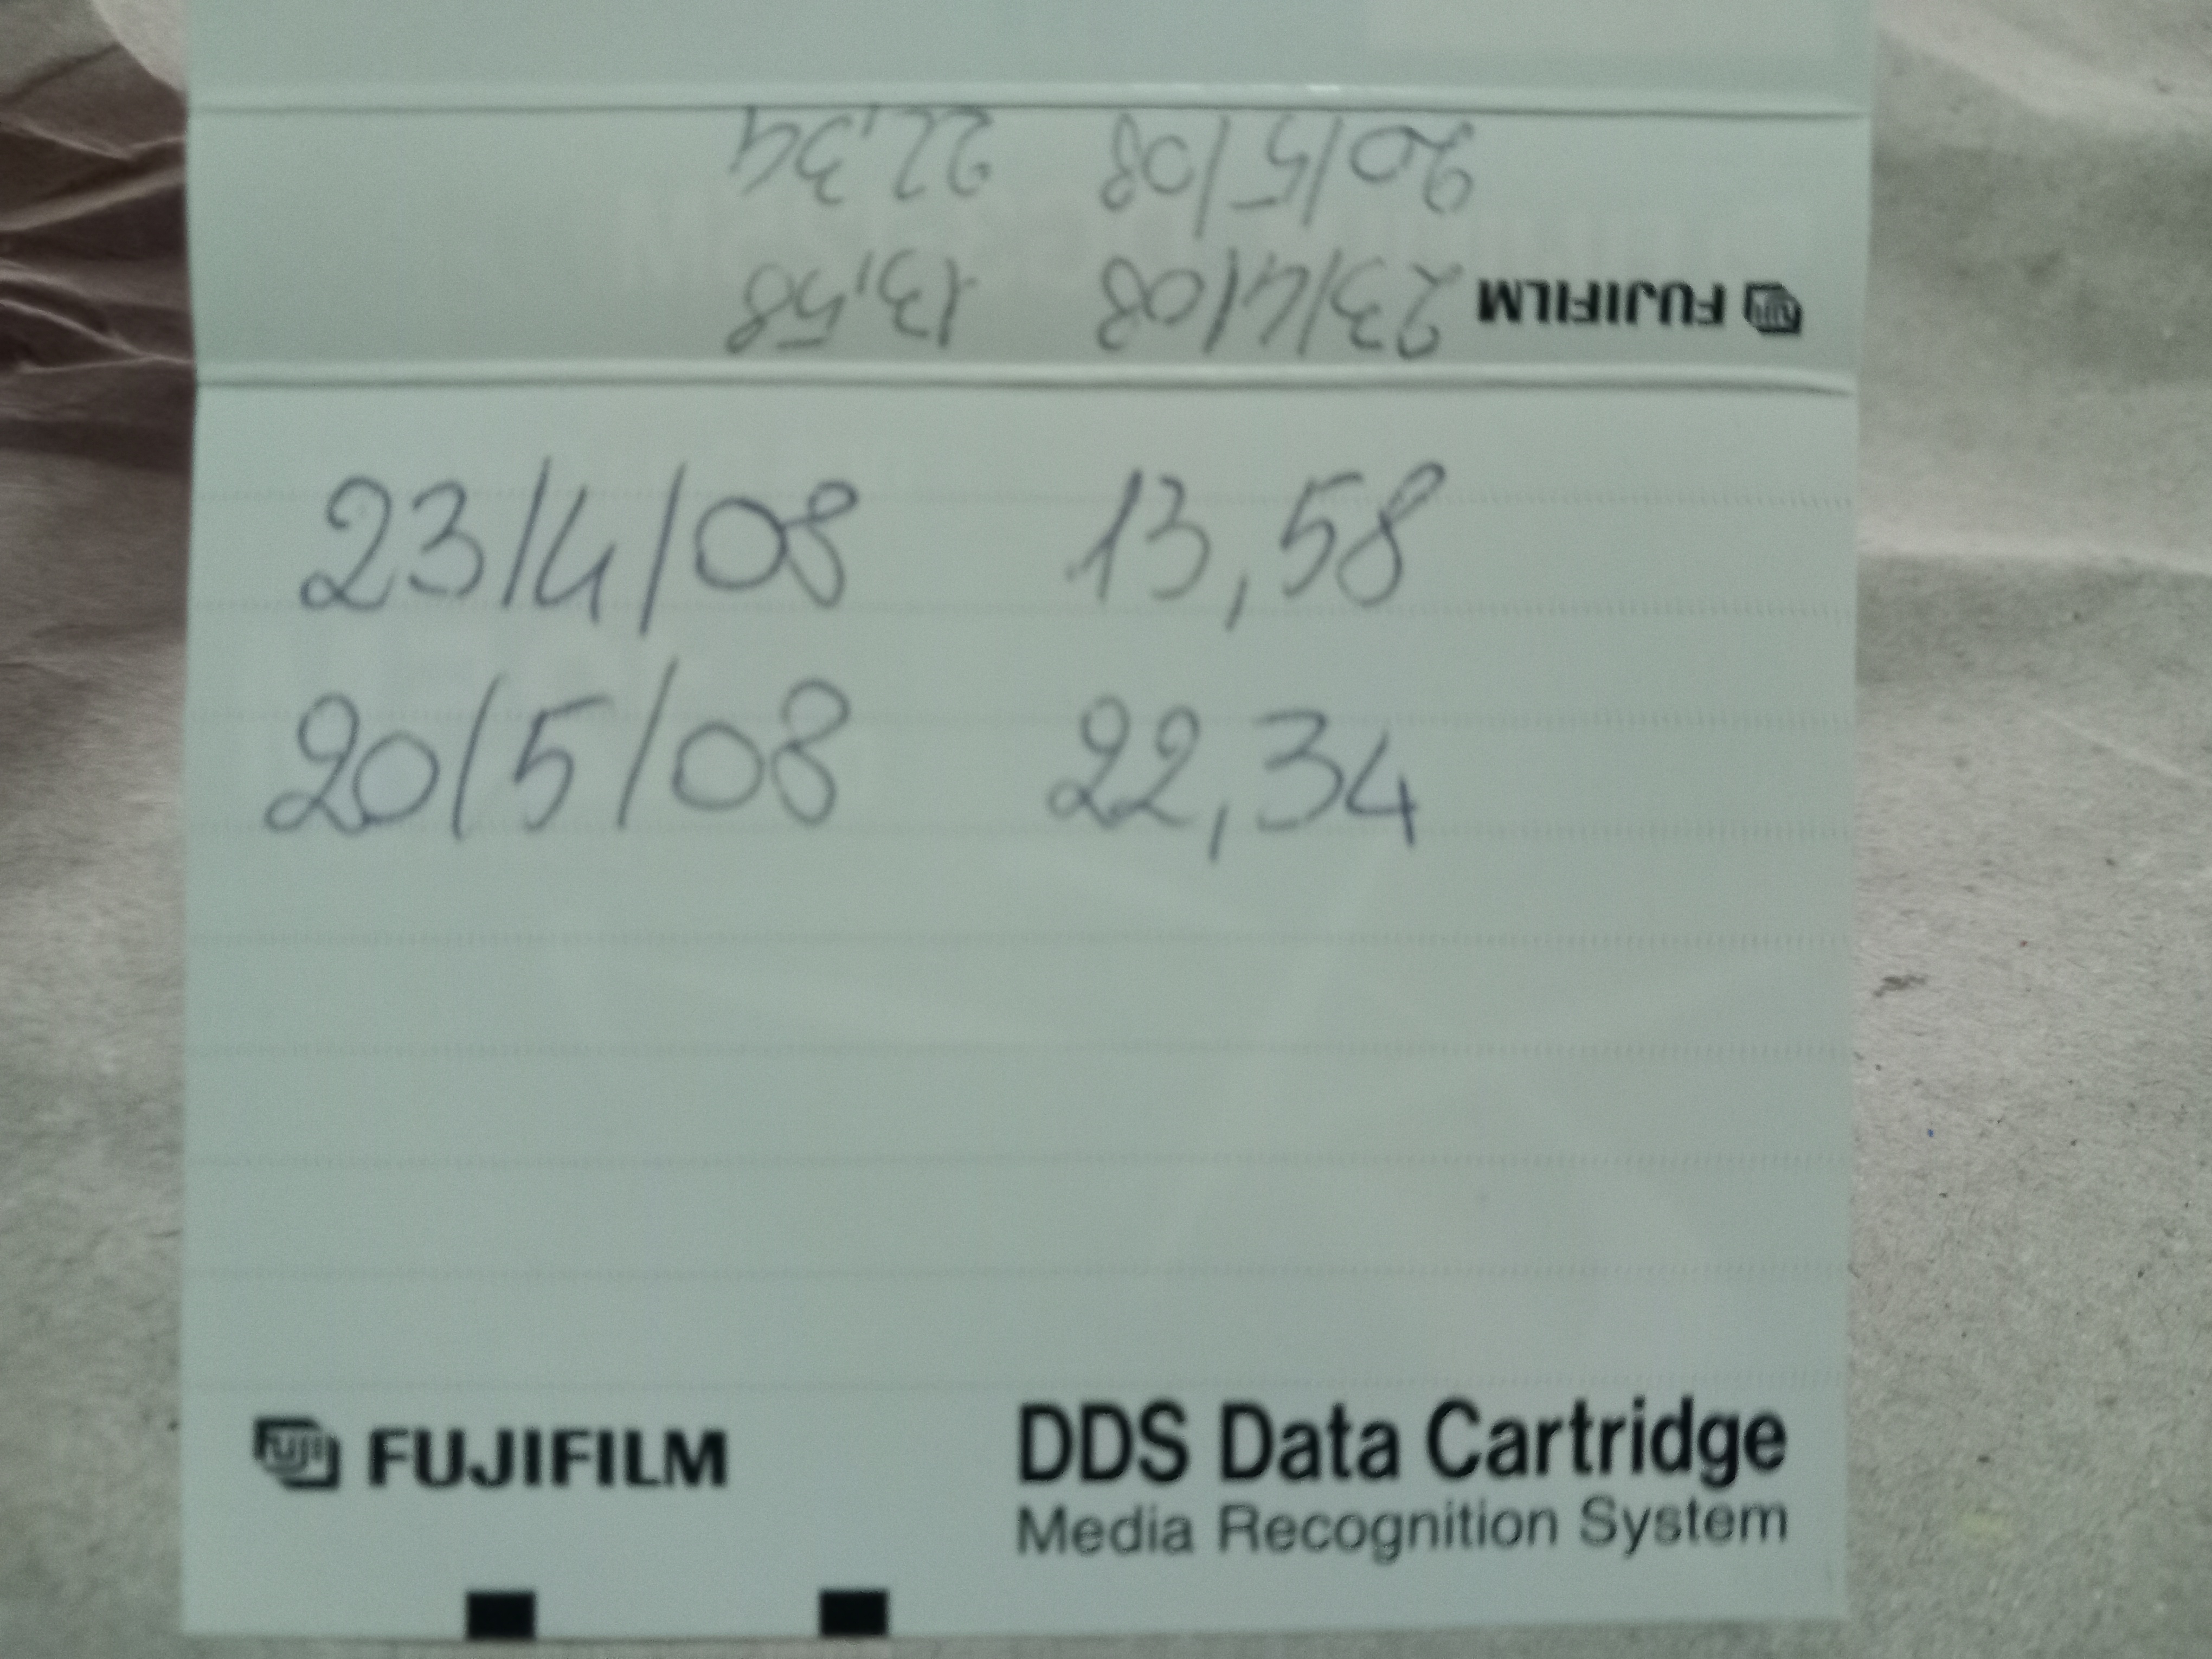 23/4/08 13,58
20/5/08 22,34
FUJIFILM
23/4/08 13,58
20/5/08 22,34
FUJI FUJIFILM
DDS Data Cartridge
Media Recognition System